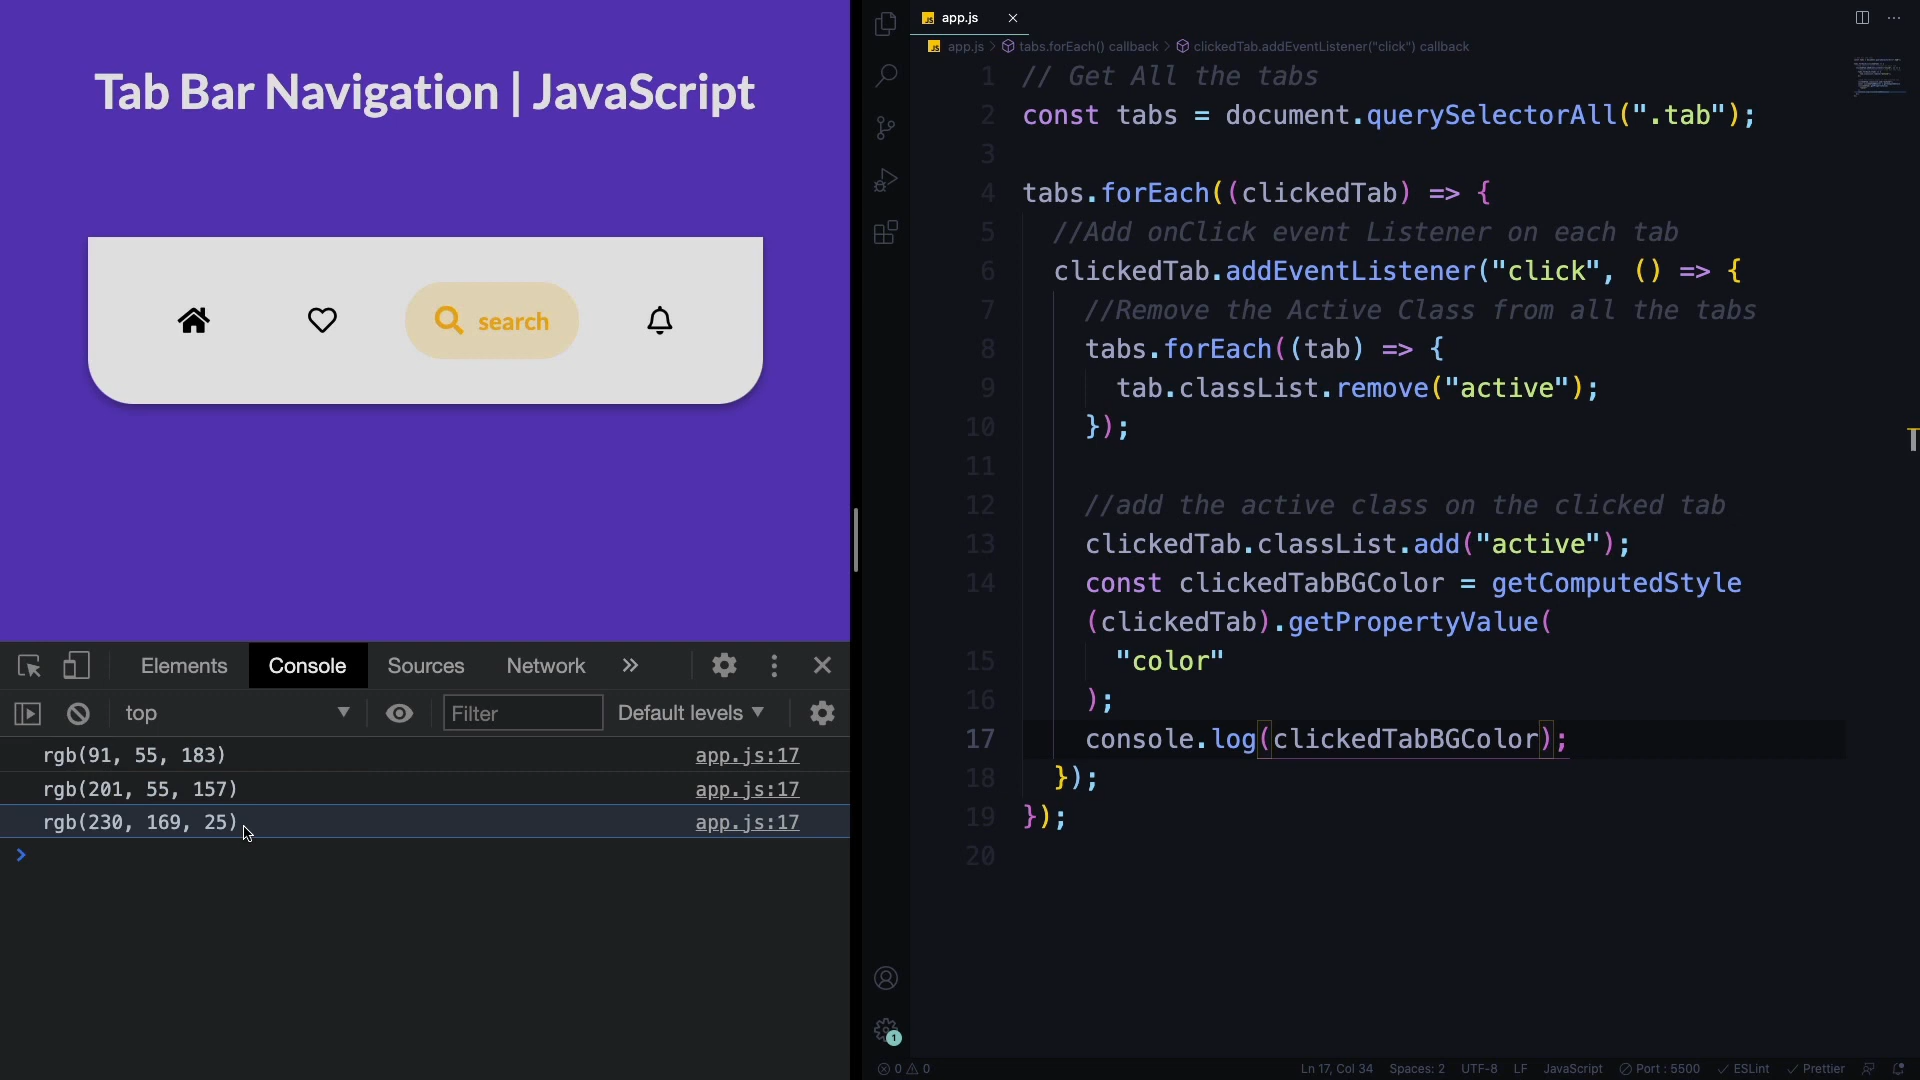 Tab Bar Navigation | JavaScript
search
Elements
Console
Sources
Network
top
Filter
Default levels
rgb(91, 55, 183) app.js:17
rgb(201, 55, 157) app.js:17
rgb(230, 169, 25) app.js:17
JS app.js
JS app.js > tabs.forEach() callback > clickedTab.addEventListener("click") callback
1 // Get All the tabs
2 const tabs = document.querySelectorAll(".tab");
3
4 tabs.forEach((clickedTab) => {
5 //Add onClick event Listener on each tab
6 clickedTab.addEventListener("click", () => {
7 //Remove the Active Class from all the tabs
8 tabs.forEach((tab) => {
9 tab.classList.remove("active");
10 });
11
12 //add the active class on the clicked tab
13 clickedTab.classList.add("active");
14 const clickedTabBGColor = getComputedStyle
(clickedTab).getPropertyValue(
15 "color"
16 );
17 console.log(clickedTabBGColor);
18 });
19 });
20
1
0 0 Ln 17, Col 34 Spaces: 2 UTF-8 LF JavaScript Port : 5500 ESLint Prettier